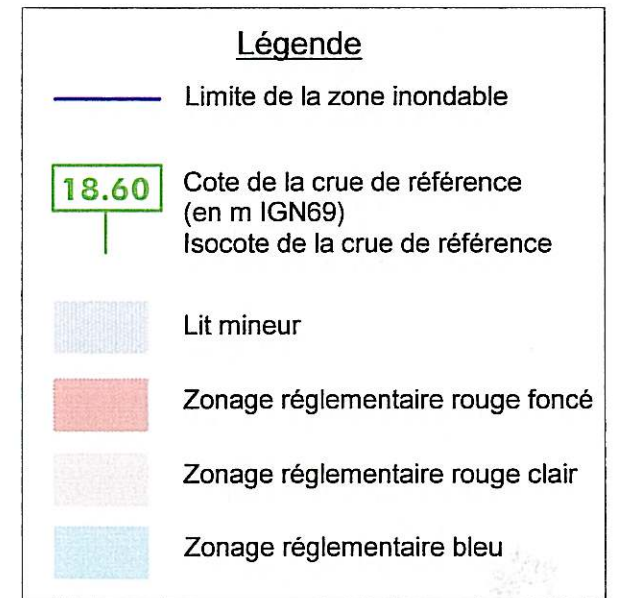 Légende
Limite de la zone inondable
18.60
Cote de la crue de référence
(en m IGN69)
Isocote de la crue de référence
Lit mineur
Zonage réglementaire rouge foncé
Zonage réglementaire rouge clair
Zonage réglementaire bleu